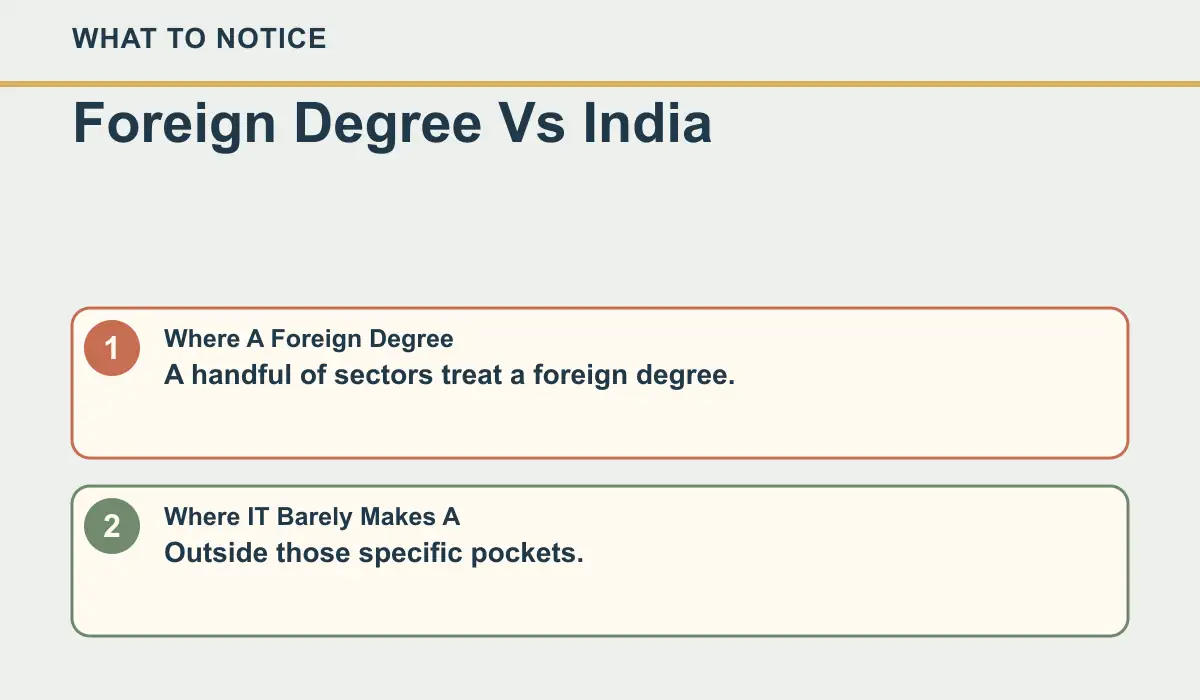 WHAT TO NOTICE
Foreign Degree Vs India
1
Where A Foreign Degree
A handful of sectors treat a foreign degree.
2
Where IT Barely Makes A
Outside those specific pockets.